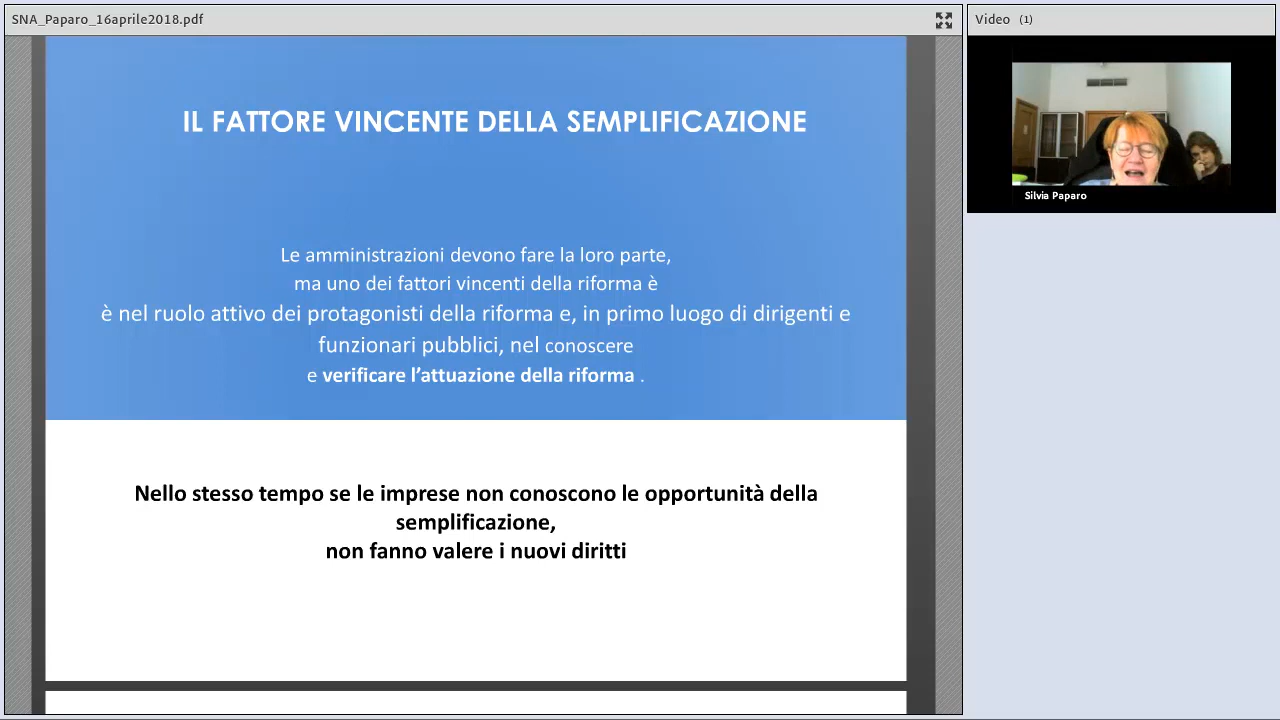 SNA_Paparo_16aprile2018.pdf
Video (1)
IL FATTORE VINCENTE DELLA SEMPLIFICAZIONE
Le amministrazioni devono fare la loro parte,
ma uno dei fattori vincenti della riforma è
è nel ruolo attivo dei protagonisti della riforma e, in primo luogo di dirigenti e
funzionari pubblici, nel conoscere
e verificare l'attuazione della riforma .
Nello stesso tempo se le imprese non conoscono le opportunità della
semplificazione,
non fanno valere i nuovi diritti
Silvia Paparo